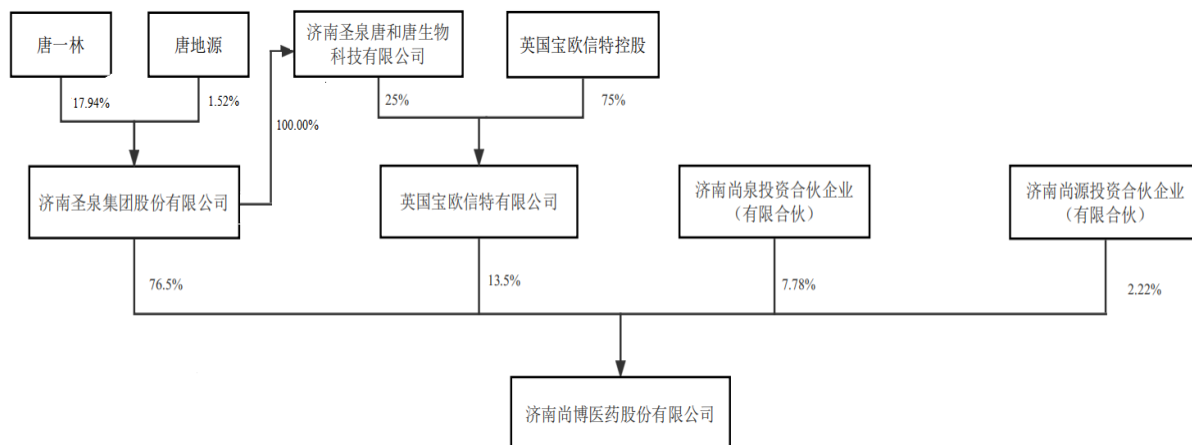 唐一林
唐地源
济南圣泉唐和唐生物
科技有限公司
英国宝欧信特控股
17.94%
1.52%
100.00%
25%
75%
济南圣泉集团股份有限公司
英国宝欧信特有限公司
济南尚泉投资合伙企业
（有限合伙）
济南尚源投资合伙企业
（有限合伙）
76.5%
13.5%
7.78%
2.22%
济南尚博医药股份有限公司